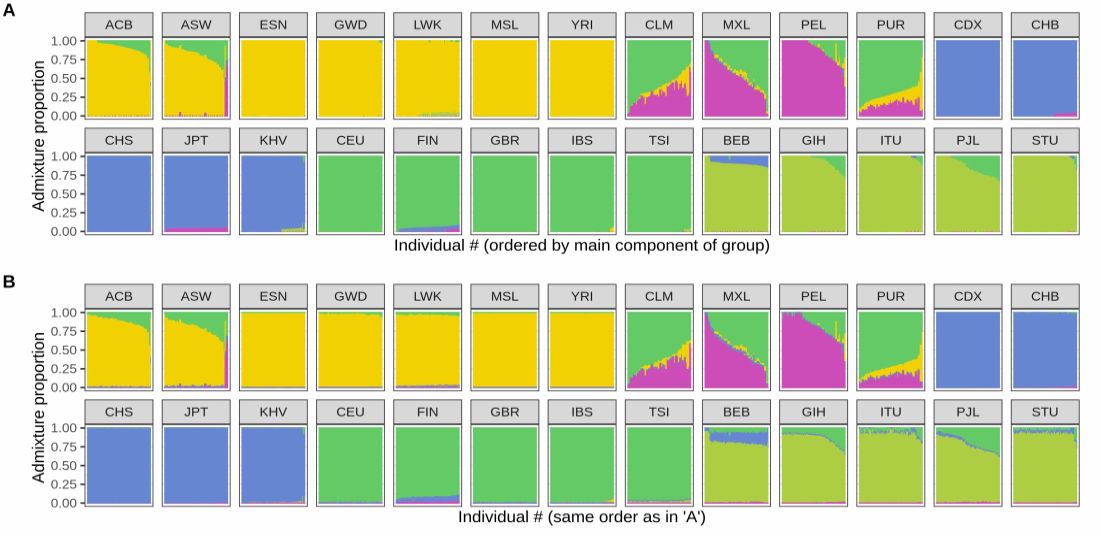 A
ACB ASW ESN GWD LWK MSL YRI CLM MXL PEL PUR CDX CHB
1.00
0.75
0.50
0.25
0.00
CHS JPT KHV CEU FIN GBR IBS TSI BEB GIH ITU PJL STU
1.00
0.75
0.50
0.25
0.00
Admixture proportion
Individual # (ordered by main component of group)
B
ACB ASW ESN GWD LWK MSL YRI CLM MXL PEL PUR CDX CHB
1.00
0.75
0.50
0.25
0.00
CHS JPT KHV CEU FIN GBR IBS TSI BEB GIH ITU PJL STU
1.00
0.75
0.50
0.25
0.00
Admixture proportion
Individual # (same order as in 'A')